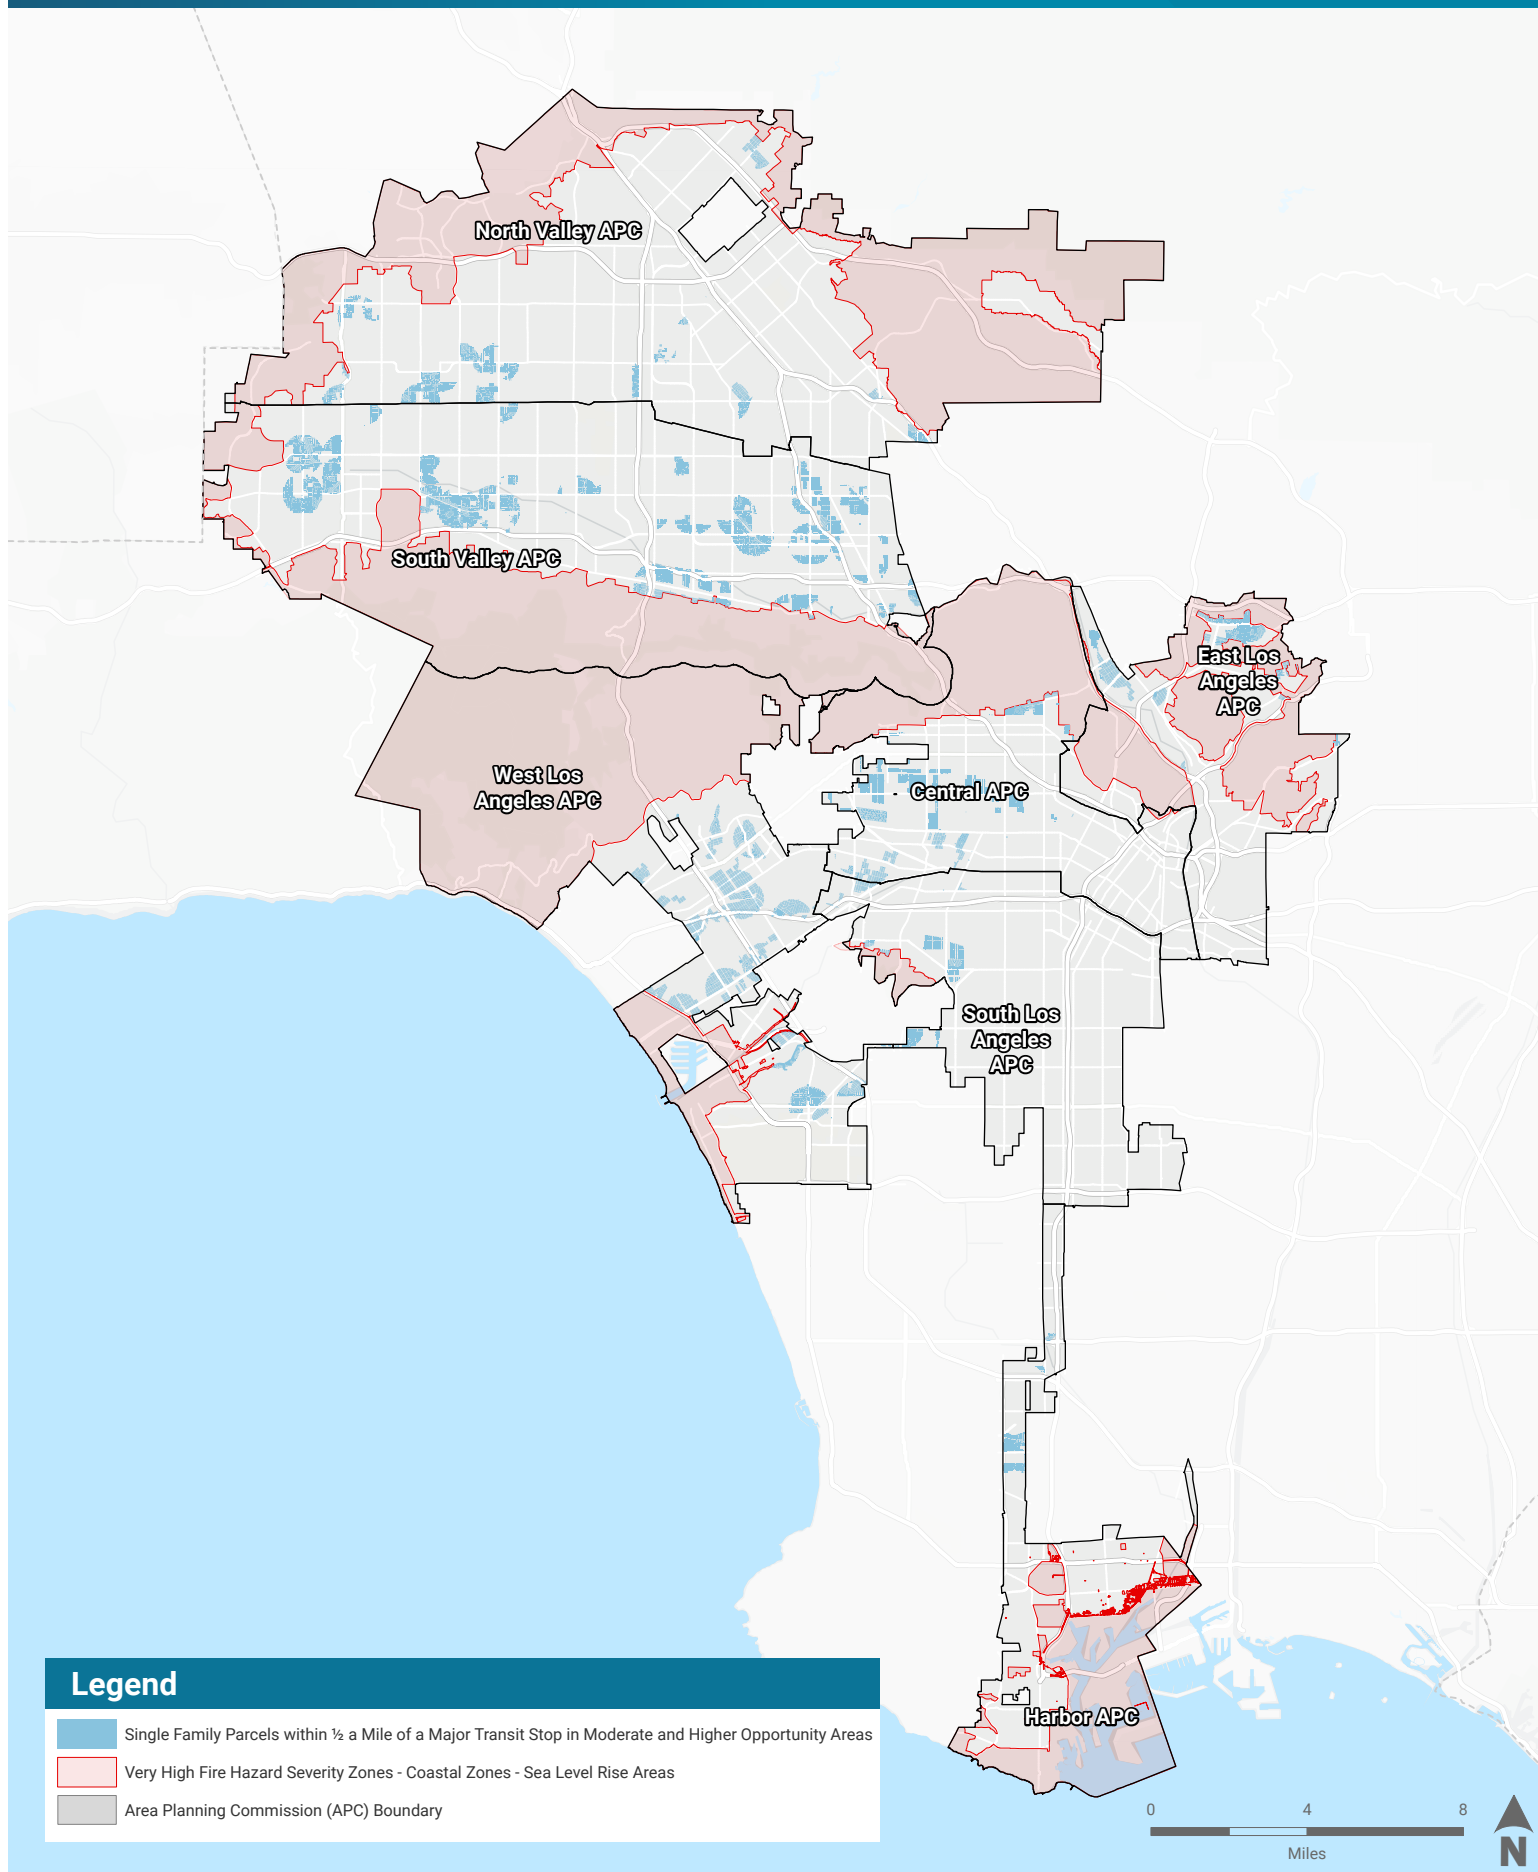 North Valley APC
South Valley APC
East Los
Angeles
APC
West Los
Angeles APC
Central APC
South Los
Angeles
APC
Harbor APC
Legend
Single Family Parcels within ½ a Mile of a Major Transit Stop in Moderate and Higher Opportunity Areas
Very High Fire Hazard Severity Zones - Coastal Zones - Sea Level Rise Areas
Area Planning Commission (APC) Boundary
0 4 8
Miles
N